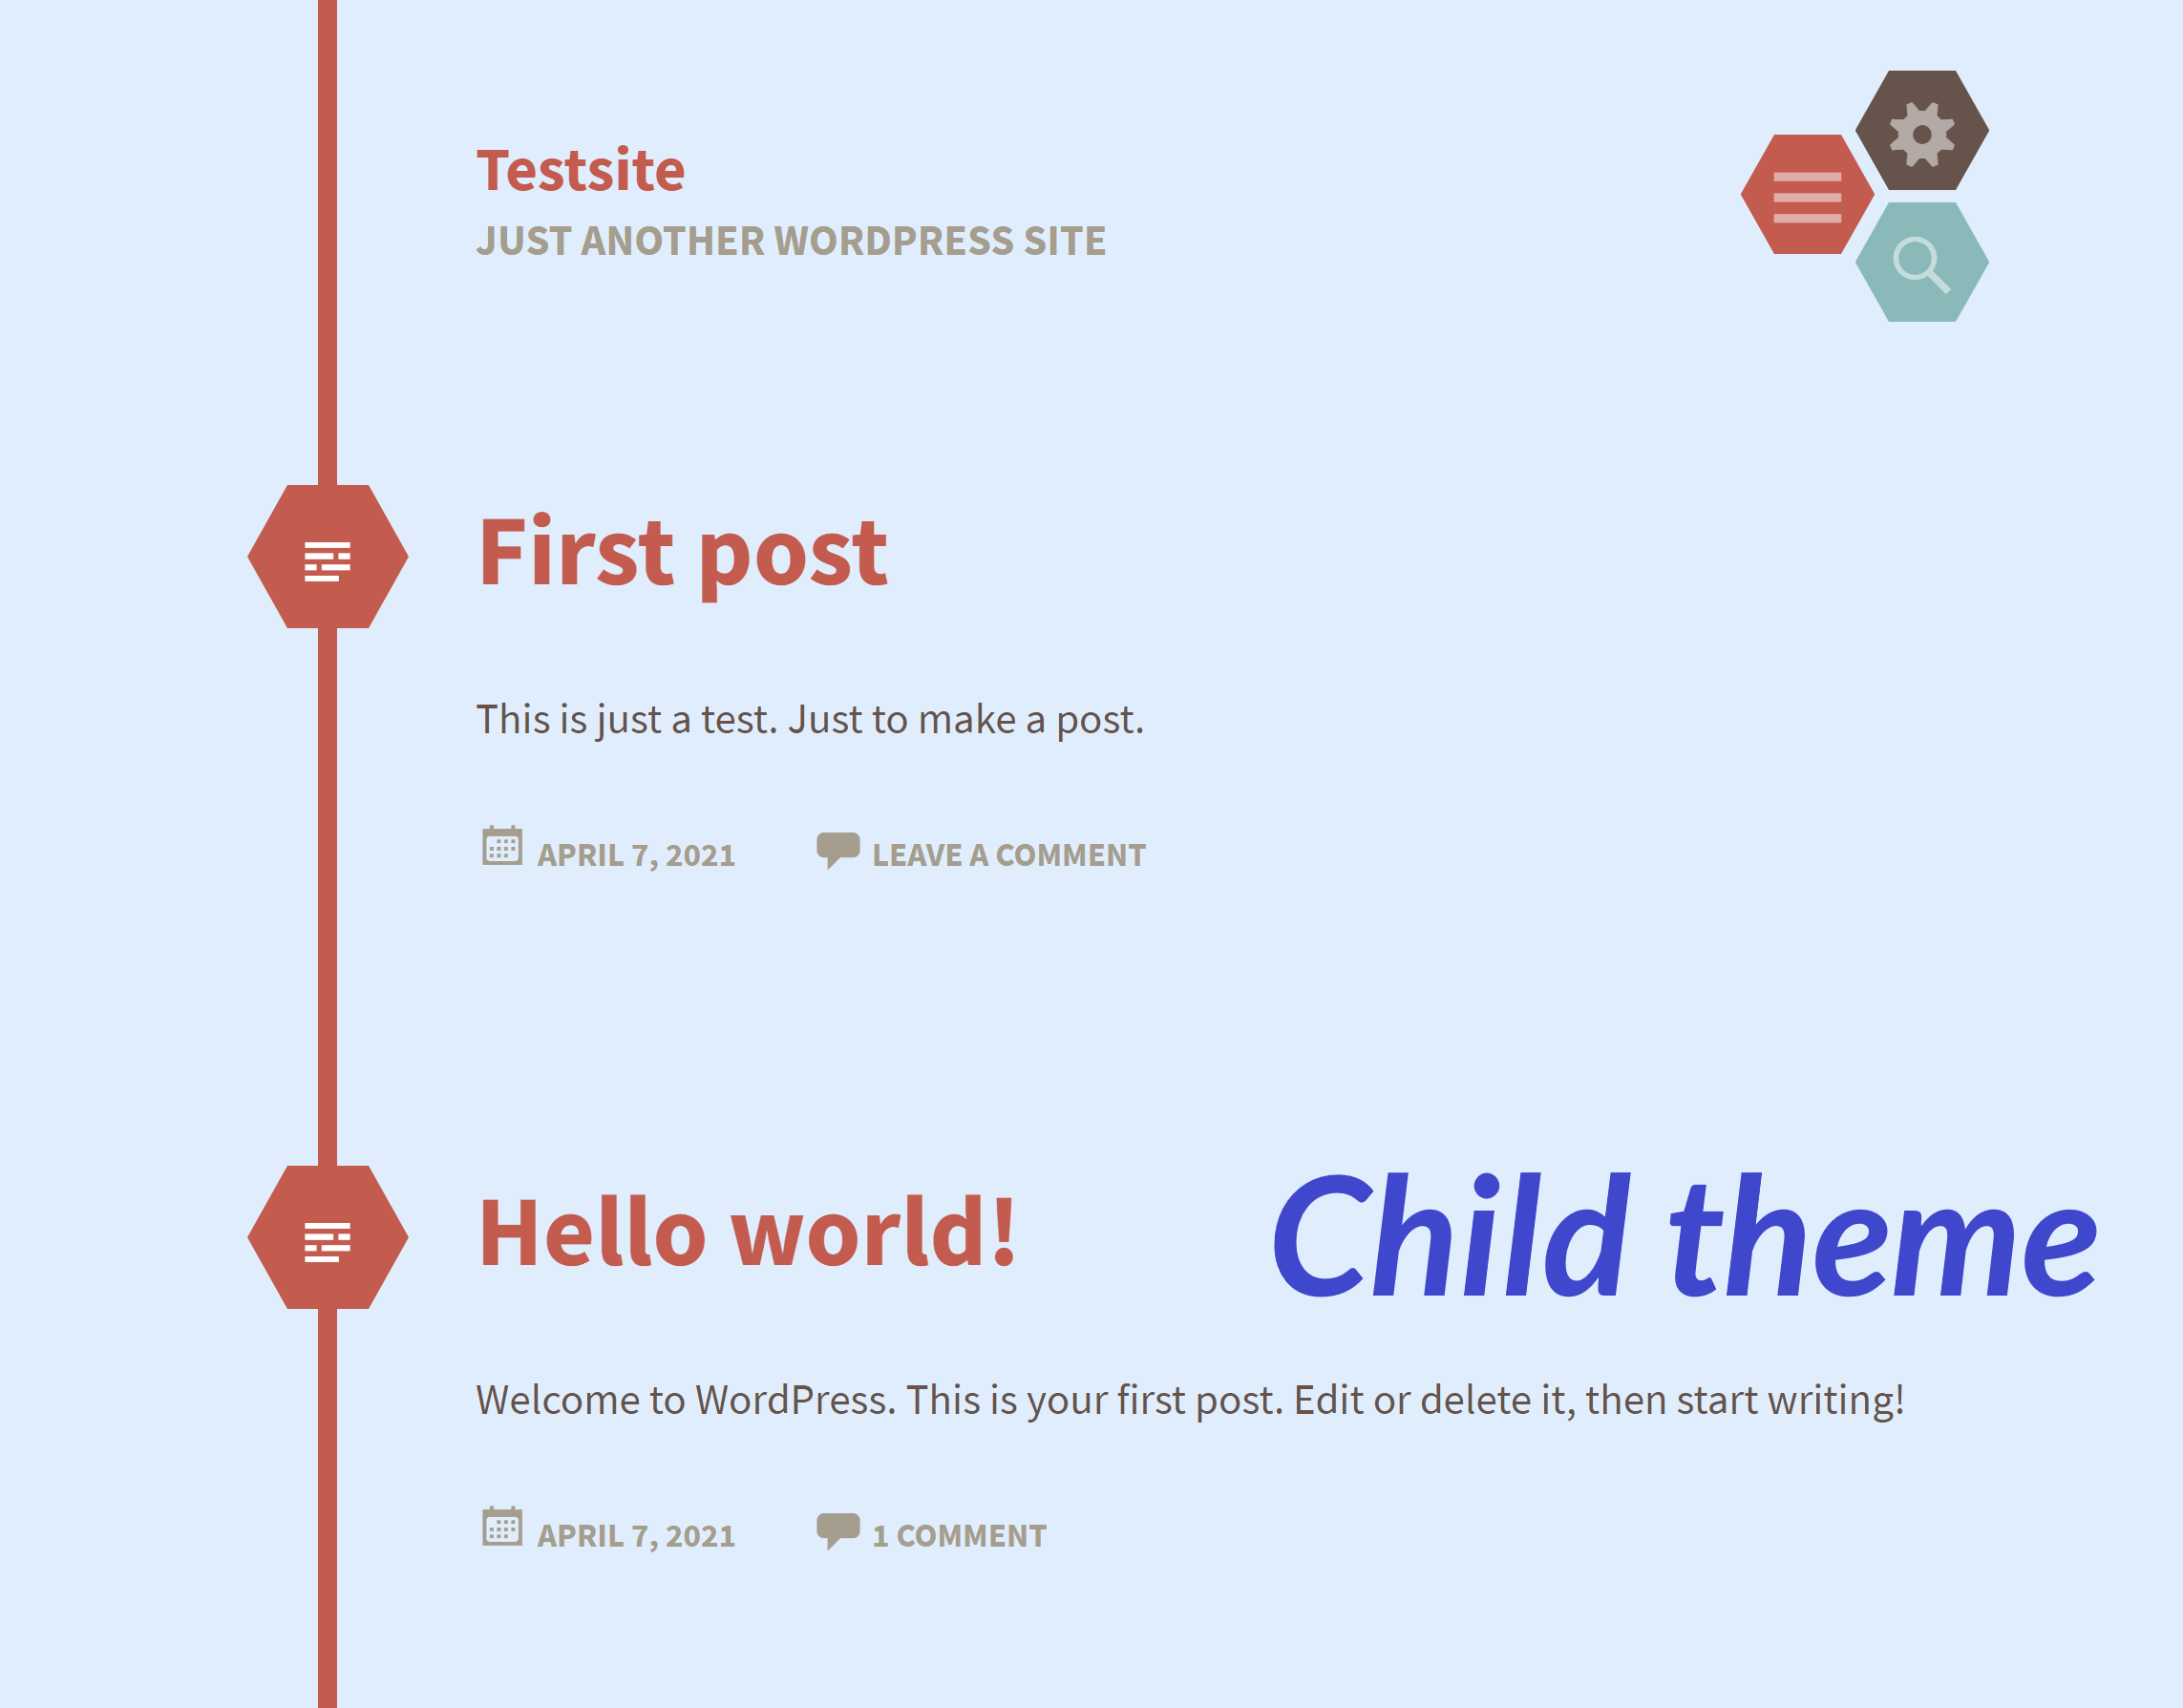 Testsite
JUST ANOTHER WORDPRESS SITE
First post
This is just a test. Just to make a post.
APRIL 7, 2021 LEAVE A COMMENT
Hello world!
Child theme
Welcome to WordPress. This is your first post. Edit or delete it, then start writing!
APRIL 7, 2021 1 COMMENT